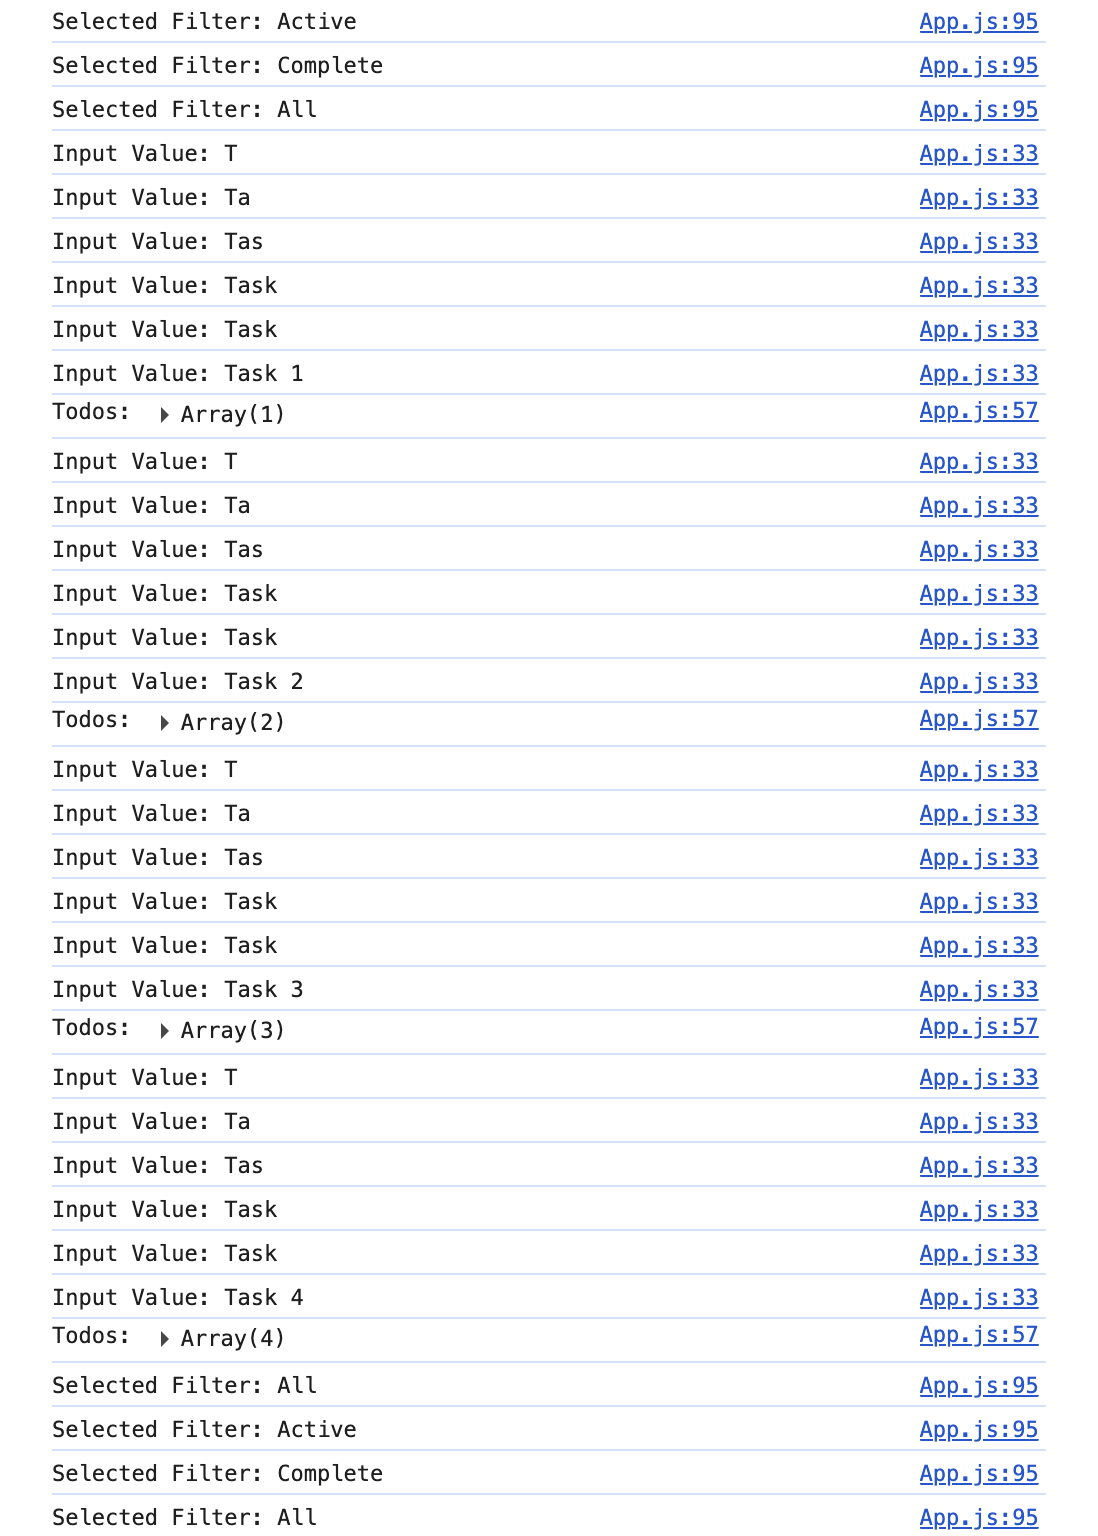 Selected Filter: Active App.js:95
Selected Filter: Complete App.js:95
Selected Filter: All App.js:95
Input Value: T App.js:33
Input Value: Ta App.js:33
Input Value: Tas App.js:33
Input Value: Task App.js:33
Input Value: Task App.js:33
Input Value: Task 1 App.js:33
Todos: Array(1) App.js:57
Input Value: T App.js:33
Input Value: Ta App.js:33
Input Value: Tas App.js:33
Input Value: Task App.js:33
Input Value: Task App.js:33
Input Value: Task 2 App.js:33
Todos: Array(2) App.js:57
Input Value: T App.js:33
Input Value: Ta App.js:33
Input Value: Tas App.js:33
Input Value: Task App.js:33
Input Value: Task App.js:33
Input Value: Task 3 App.js:33
Todos: Array(3) App.js:57
Input Value: T App.js:33
Input Value: Ta App.js:33
Input Value: Tas App.js:33
Input Value: Task App.js:33
Input Value: Task App.js:33
Input Value: Task 4 App.js:33
Todos: Array(4) App.js:57
Selected Filter: All App.js:95
Selected Filter: Active App.js:95
Selected Filter: Complete App.js:95
Selected Filter: All App.js:95